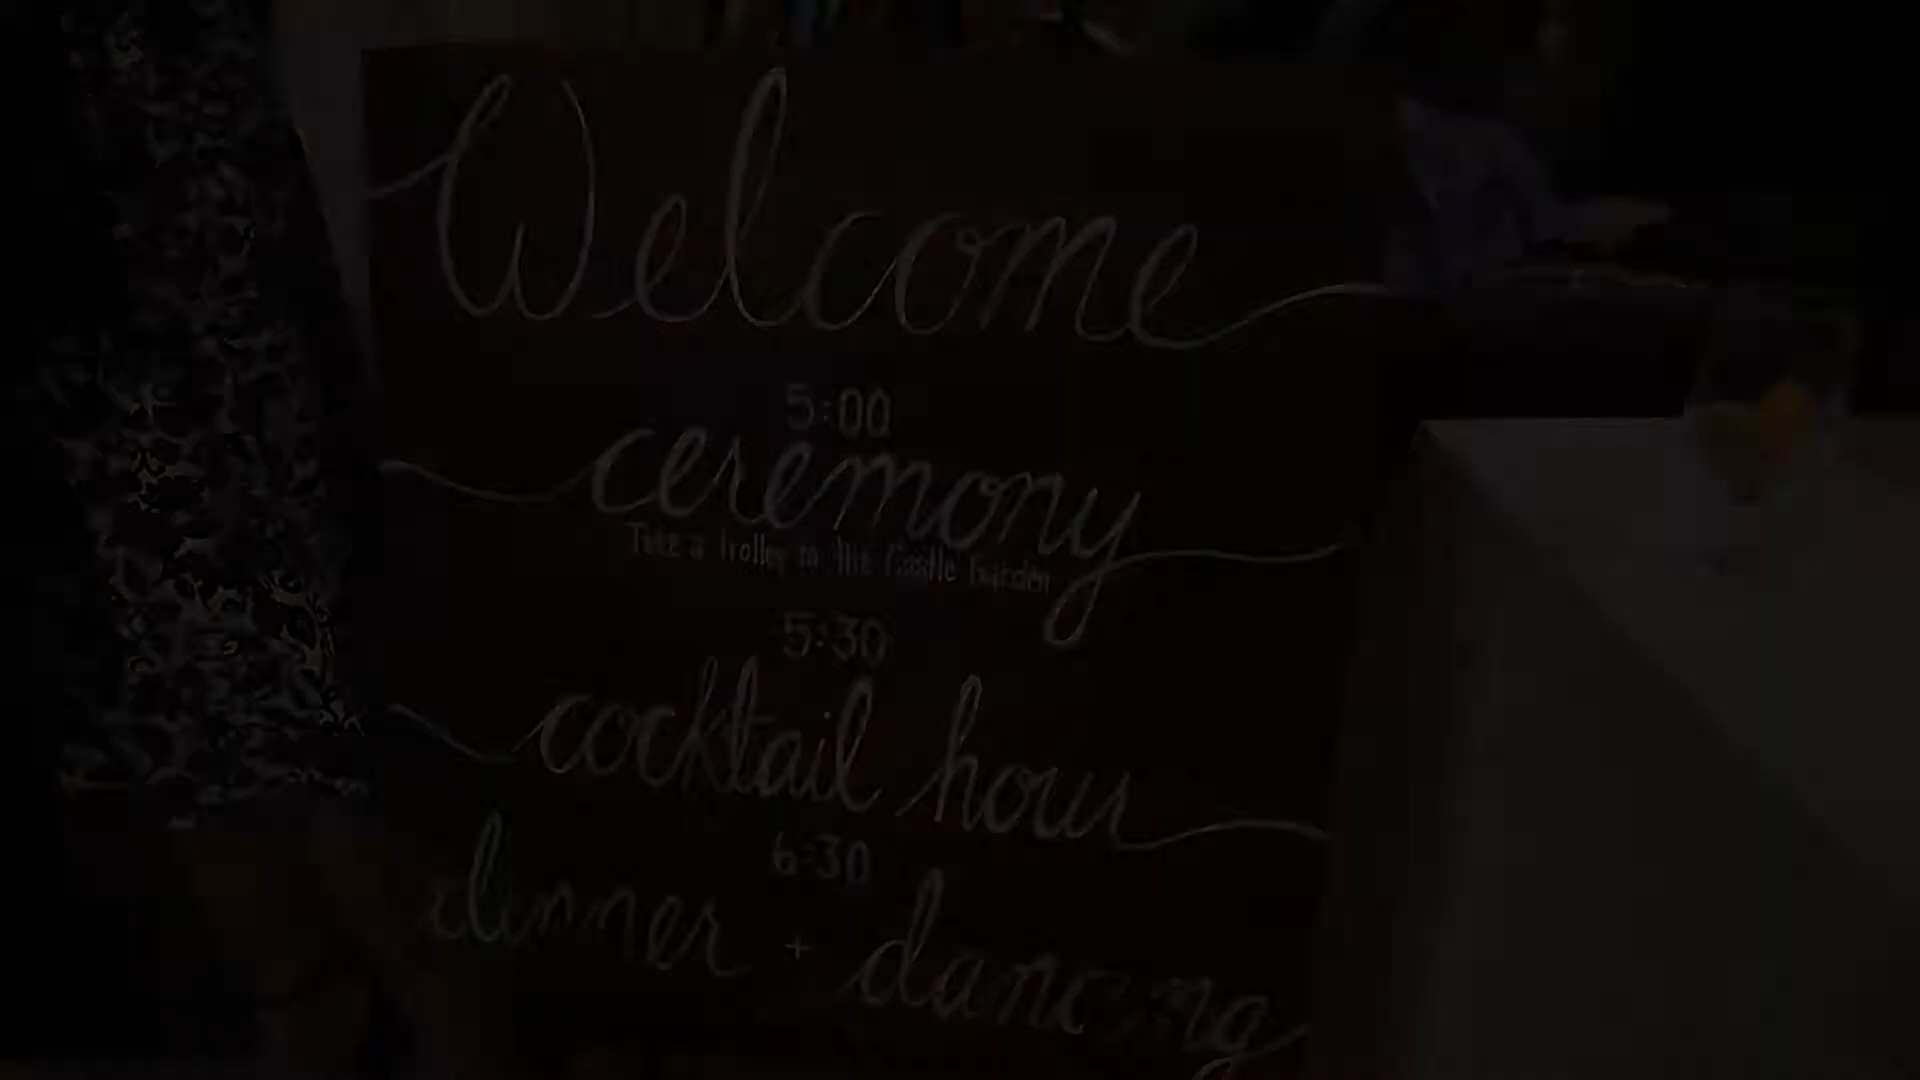 Welcome
5:00
ceremony
Take a trolley to the Castle Garden
5:30
cocktail hour
6:30
dinner + dancing